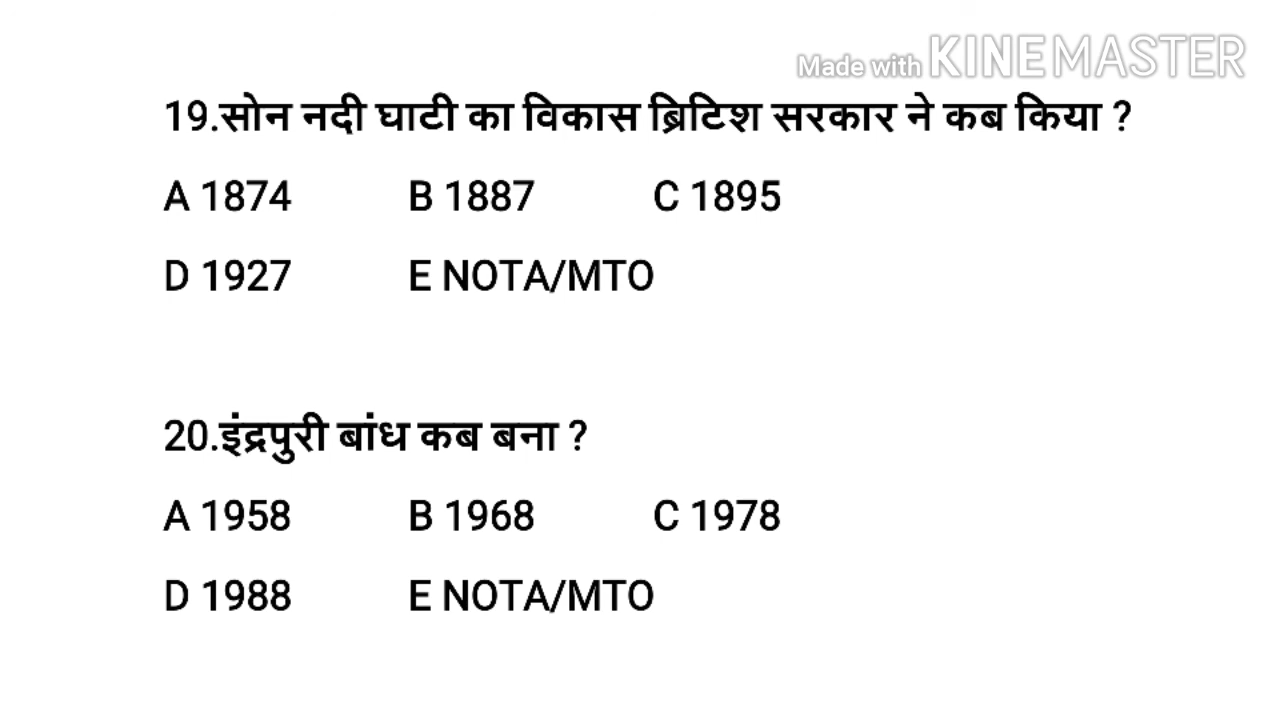 Made with KINEMASTER
19.सोन नदी घाटी का विकास ब्रिटिश सरकार ने कब किया ?
A 1874 B 1887 C 1895
D 1927 E NOTA/MTO
20.इंद्रपुरी बांध कब बना ?
A 1958 B 1968 C 1978
D 1988 E NOTA/MTO